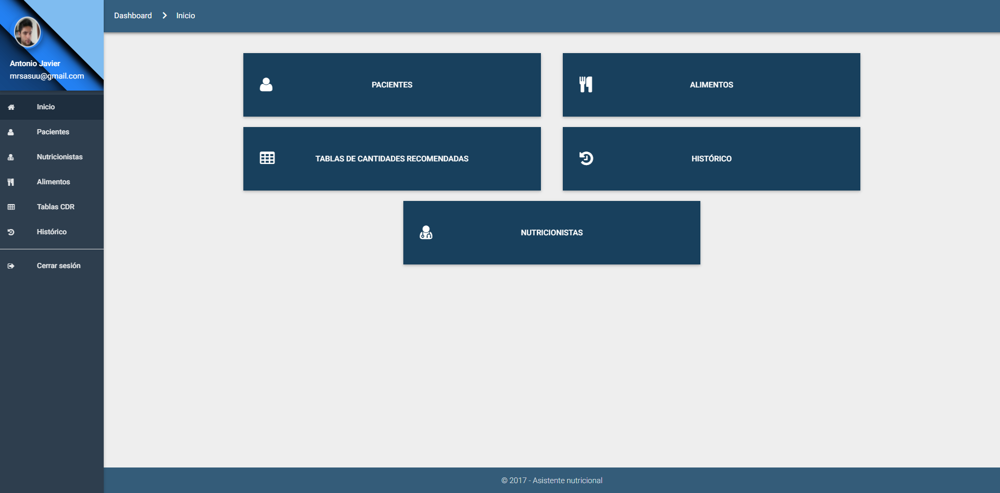 Dashboard
Inicio
Antonio Javier
mrsasuu@gmail.com
Inicio
Pacientes
Nutricionistas
Alimentos
Tablas CDR
Histórico
Cerrar sesión
PACIENTES
ALIMENTOS
TABLAS DE CANTIDADES RECOMENDADAS
HISTÓRICO
NUTRICIONISTAS
© 2017 - Asistente nutricional